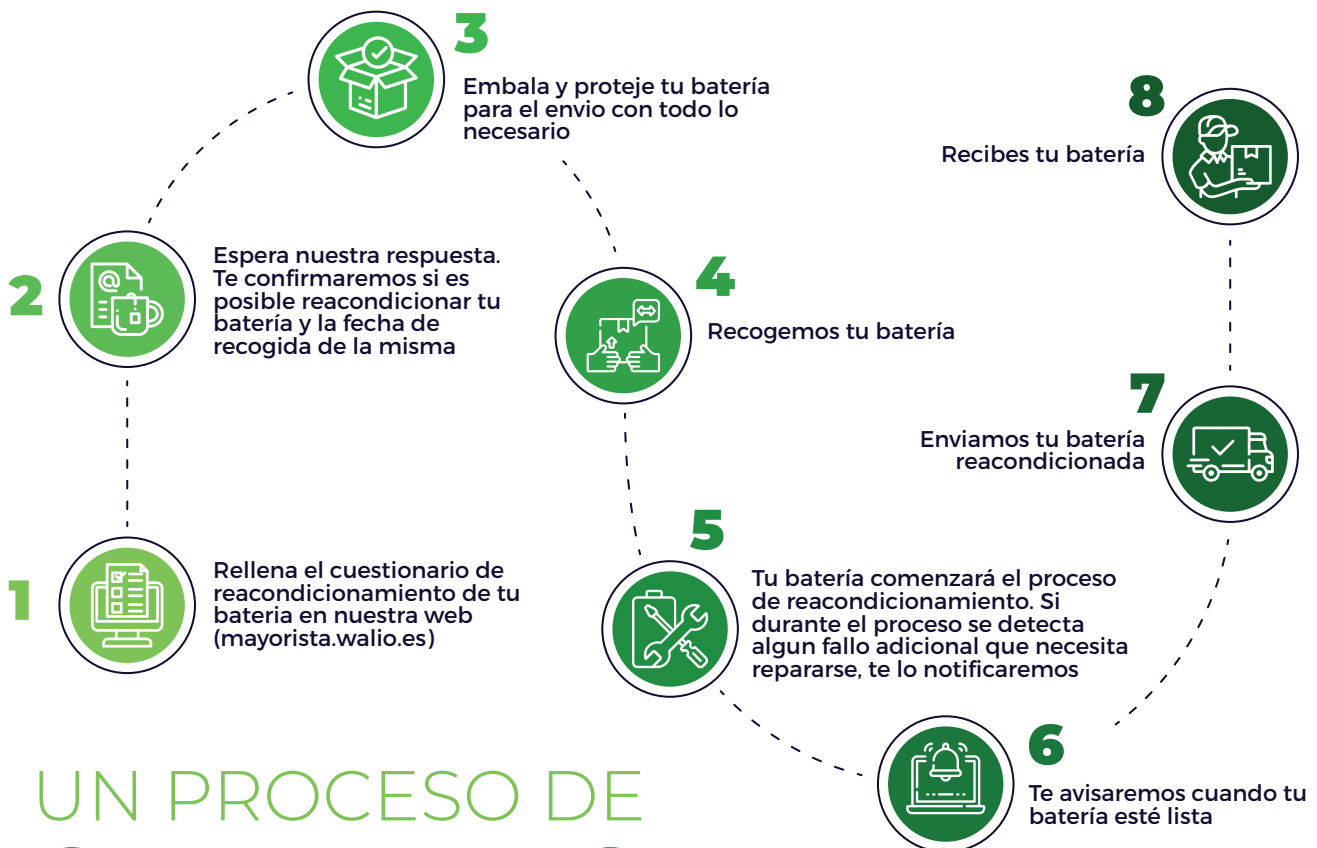 1
Rellena el cuestionario de
reacondicionamiento de tu
bateria en nuestra web
(mayorista.walio.es)
2
Espera nuestra respuesta.
Te confirmaremos si es
posible reacondicionar tu
batería y la fecha de
recogida de la misma
3
Embala y proteje tu batería
para el envio con todo lo
necesario
4
Recogemos tu batería
5
Tu batería comenzará el proceso
de reacondicionamiento. Si
durante el proceso se detecta
algun fallo adicional que necesita
repararse, te lo notificaremos
6
Te avisaremos cuando tu
batería esté lista
7
Enviamos tu batería
reacondicionada
8
Recibes tu batería
UN PROCESO DE